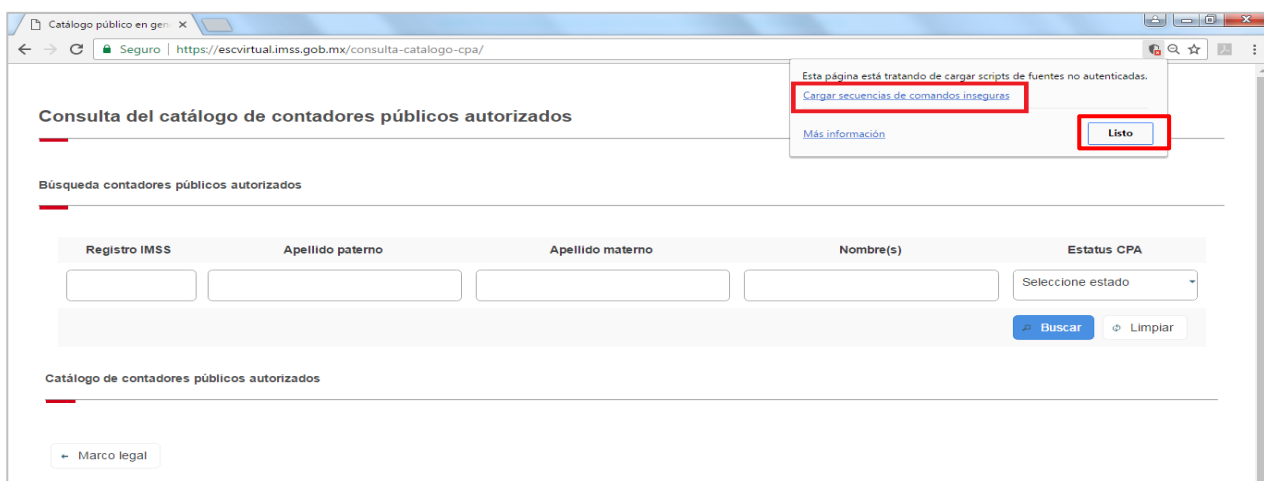 Catálogo público en gen
Seguro | https://escvirtual.imss.gob.mx/consulta-catalogo-cpa/
Esta página está tratando de cargar scripts de fuentes no autenticadas.
Cargar secuencias de comandos inseguras
Más información
Listo
Consulta del catálogo de contadores públicos autorizados
Búsqueda contadores públicos autorizados
Registro IMSS Apellido paterno Apellido materno Nombre(s) Estatus CPA
Seleccione estado
Buscar Limpiar
Catálogo de contadores públicos autorizados
Marco legal